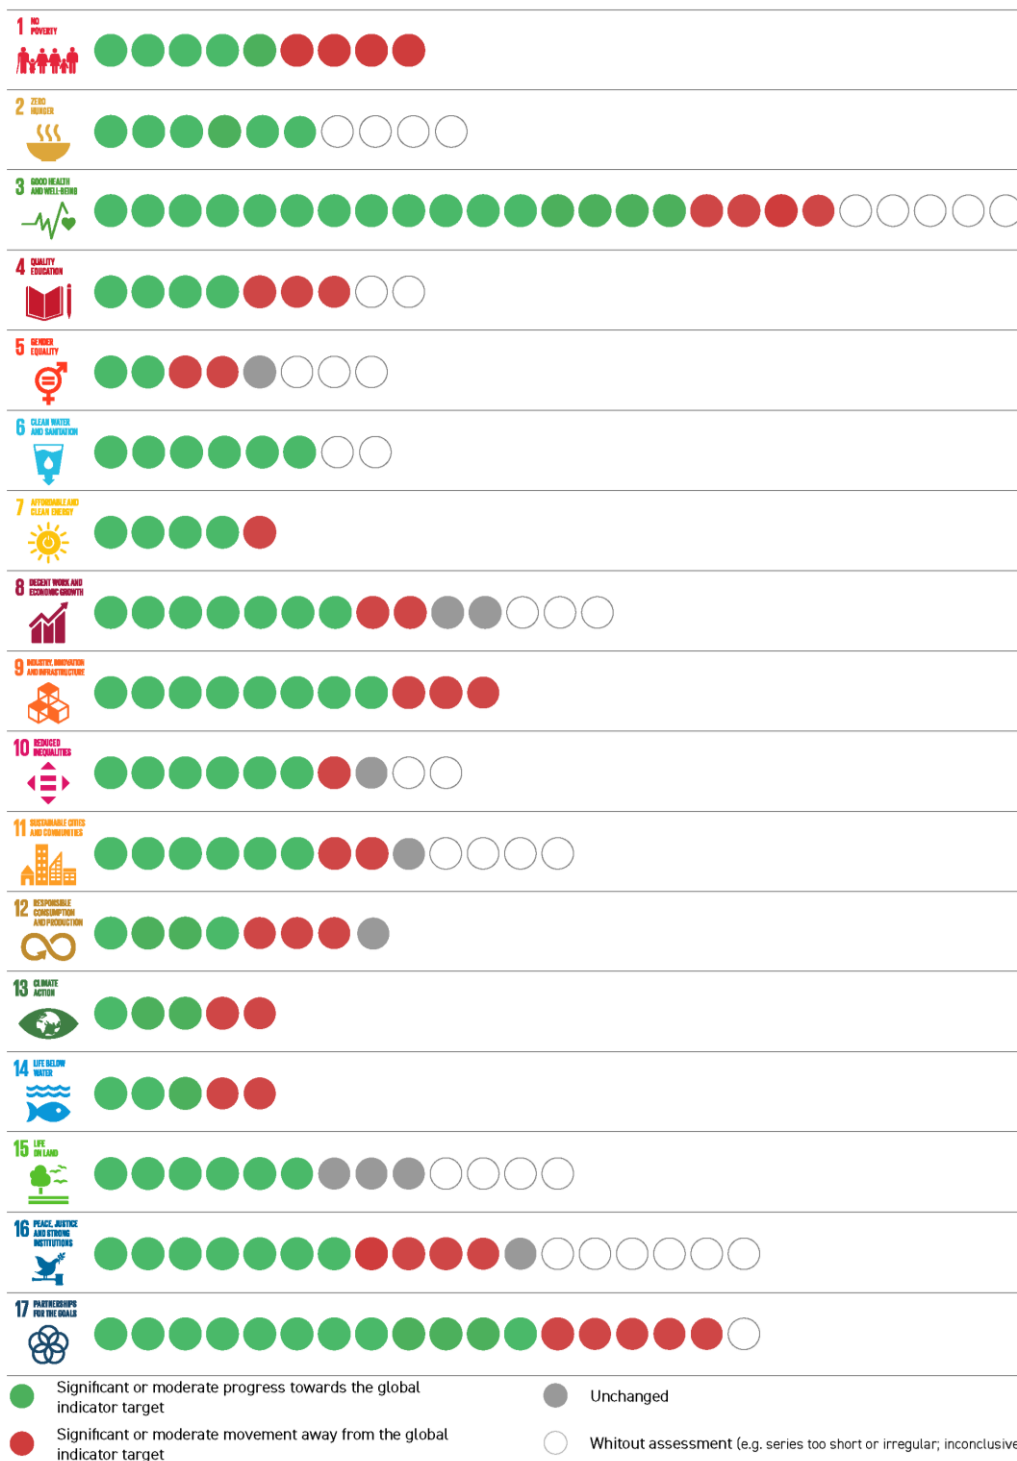 1 NO
POVERTY
2 ZERO
HUNGER
3 GOOD HEALTH
AND WELL-BEING
4 QUALITY
EDUCATION
5 GENDER
EQUALITY
6 CLEAN WATER
AND SANITATION
7 AFFORDABLE AND
CLEAN ENERGY
8 DECENT WORK AND
ECONOMIC GROWTH
9 INDUSTRY, INNOVATION
AND INFRASTRUCTURE
10 REDUCED
INEQUALITIES
11 SUSTAINABLE CITIES
AND COMMUNITIES
12 RESPONSIBLE
CONSUMPTION
AND PRODUCTION
13 CLIMATE
ACTION
14 LIFE BELOW
WATER
15 LIFE
ON LAND
16 PEACE, JUSTICE
AND STRONG
INSTITUTIONS
17 PARTNERSHIPS
FOR THE GOALS
Significant or moderate progress towards the global
indicator target
Unchanged
Significant or moderate movement away from the global
indicator target
Whitout assessment (e.g. series too short or irregular; inconclusive